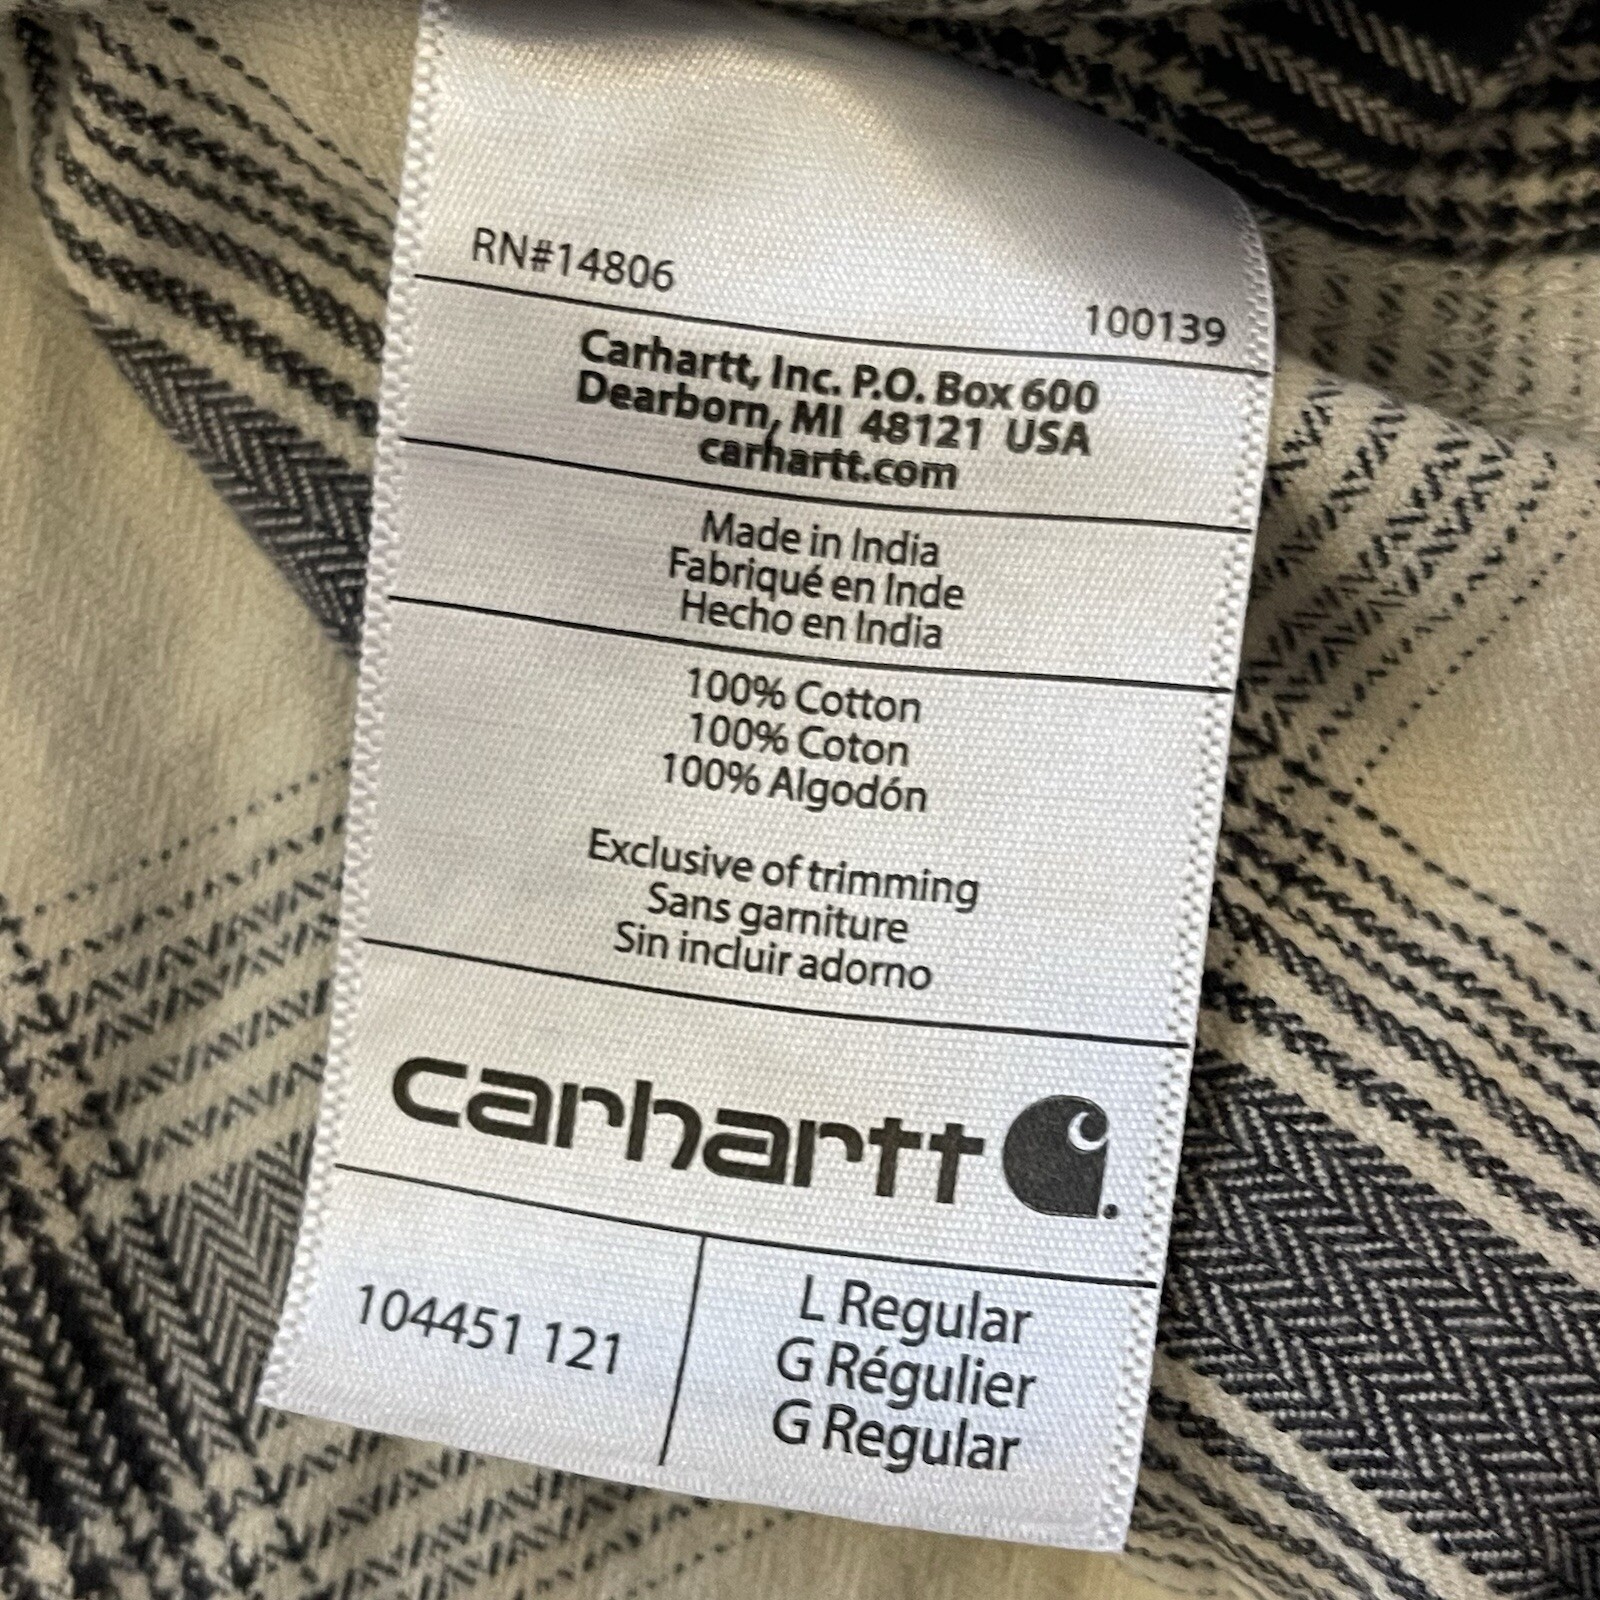 RN#14806
100139
Carhartt, Inc. P.O. Box 600
Dearborn, MI 48121 USA
carhartt.com
Made in India
Fabriqué en Inde
Hecho en India
100% Cotton
100% Coton
100% Algodón
Exclusive of trimming
Sans garniture
Sin incluir adorno
carhartt
104451 121
L Regular
G Régulier
G Regular